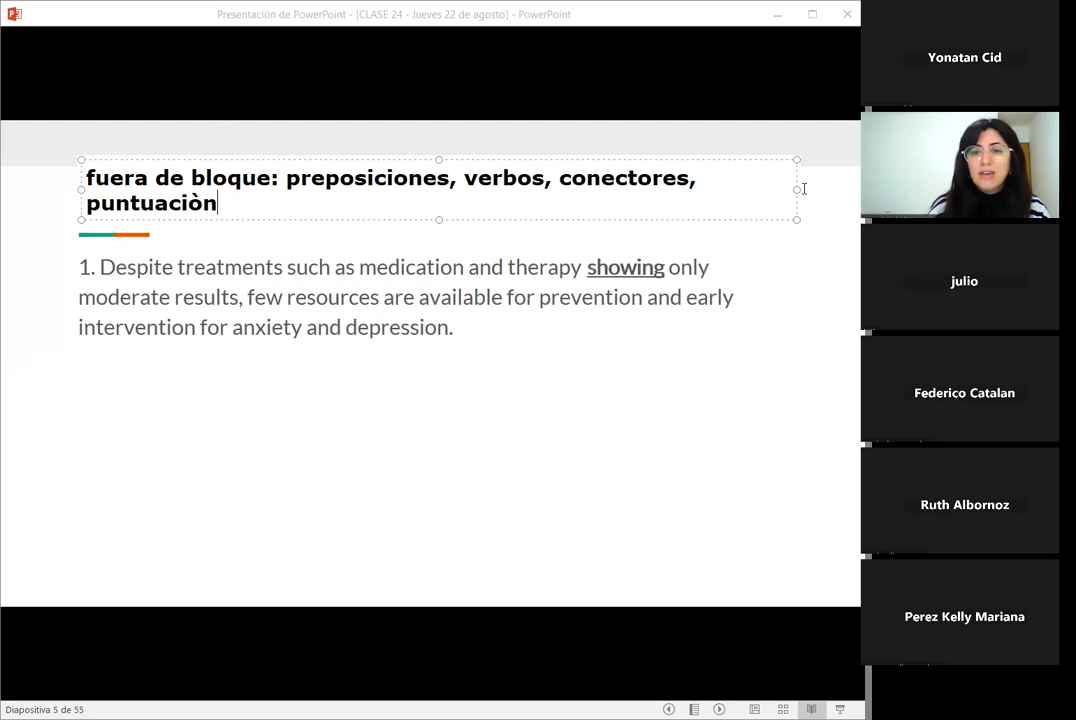 Presentación de PowerPoint - [CLASE 24 - Jueves 22 de agosto] - PowerPoint
fuera de bloque: preposiciones, verbos, conectores,
puntuaciòn
1. Despite treatments such as medication and therapy showing only
moderate results, few resources are available for prevention and early
intervention for anxiety and depression.
Diapositiva 5 de 55
Yonatan Cid
julio
Federico Catalan
Ruth Albornoz
Perez Kelly Mariana